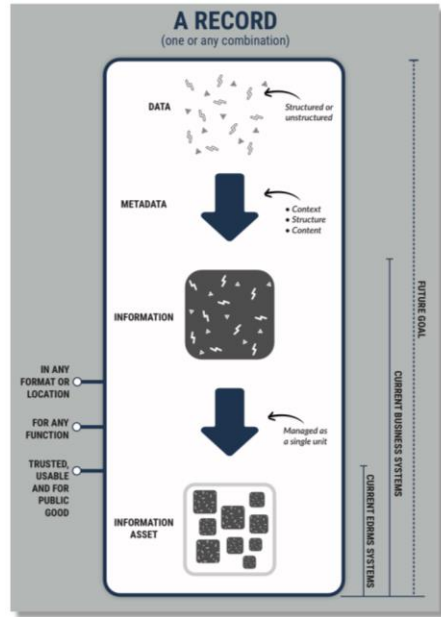 A RECORD
(one or any combination)
DATA
Structured or
unstructured
METADATA
• Context
• Structure
• Content
INFORMATION
IN ANY
FORMAT OR
LOCATION
FOR ANY
FUNCTION
Managed as
a single unit
TRUSTED,
USABLE
AND FOR
PUBLIC
GOOD
INFORMATION
ASSET
FUTURE GOAL
CURRENT BUSINESS SYSTEMS
CURRENT EDRMS SYSTEMS